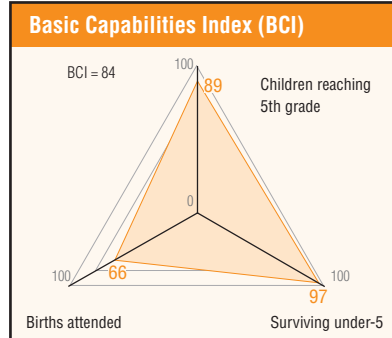 Basic Capabilities Index (BCI)
BCI = 84
100
89
Children reaching
5th grade
0
100
66
100
97
Births attended
Surviving under-5